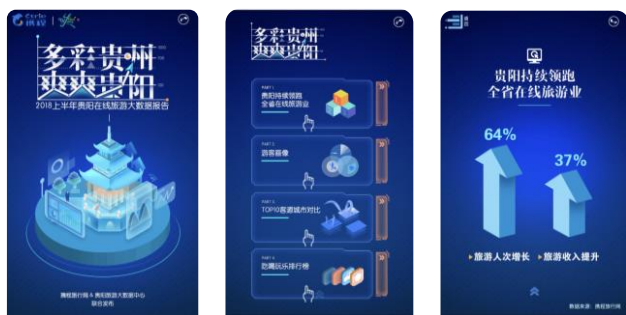 Ctrip
携程
多彩贵州
爽爽贵阳
2018上半年贵阳在线旅游大数据报告
携程旅行网 & 贵阳旅游大数据中心
联合发布
多彩贵州
爽爽贵阳
PART 1
贵阳持续领跑
全省在线旅游业
PART 2
游客画像
PART 3
TOP10客源城市对比
PART 4
吃喝玩乐排行榜
贵阳持续领跑
全省在线旅游业
64%
37%
旅游人次增长
旅游收入提升
数据来源：携程旅行网